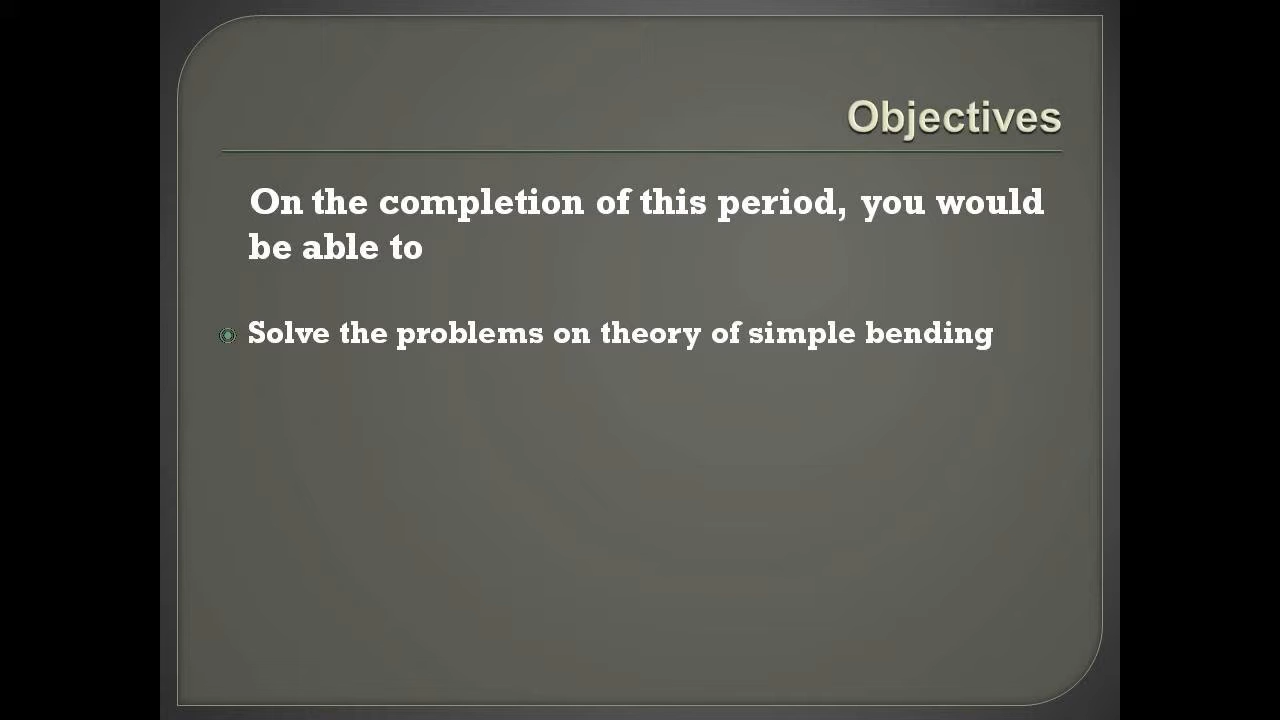 Objectives
On the completion of this period, you would
be able to
Solve the problems on theory of simple bending